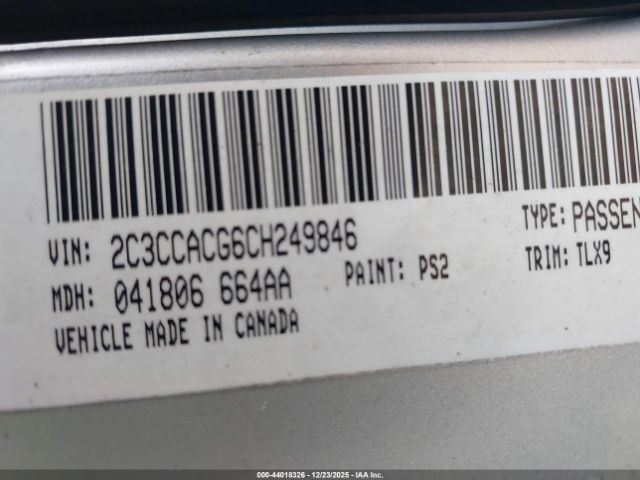 VIN: 2C3CCACG6CH249846 TYPE: PASSEN
MDH: 041806 664AA PAINT: PS2 TRIM: TLX9
VEHICLE MADE IN CANADA
000-44018326 - 12/23/2025 - IAA Inc.